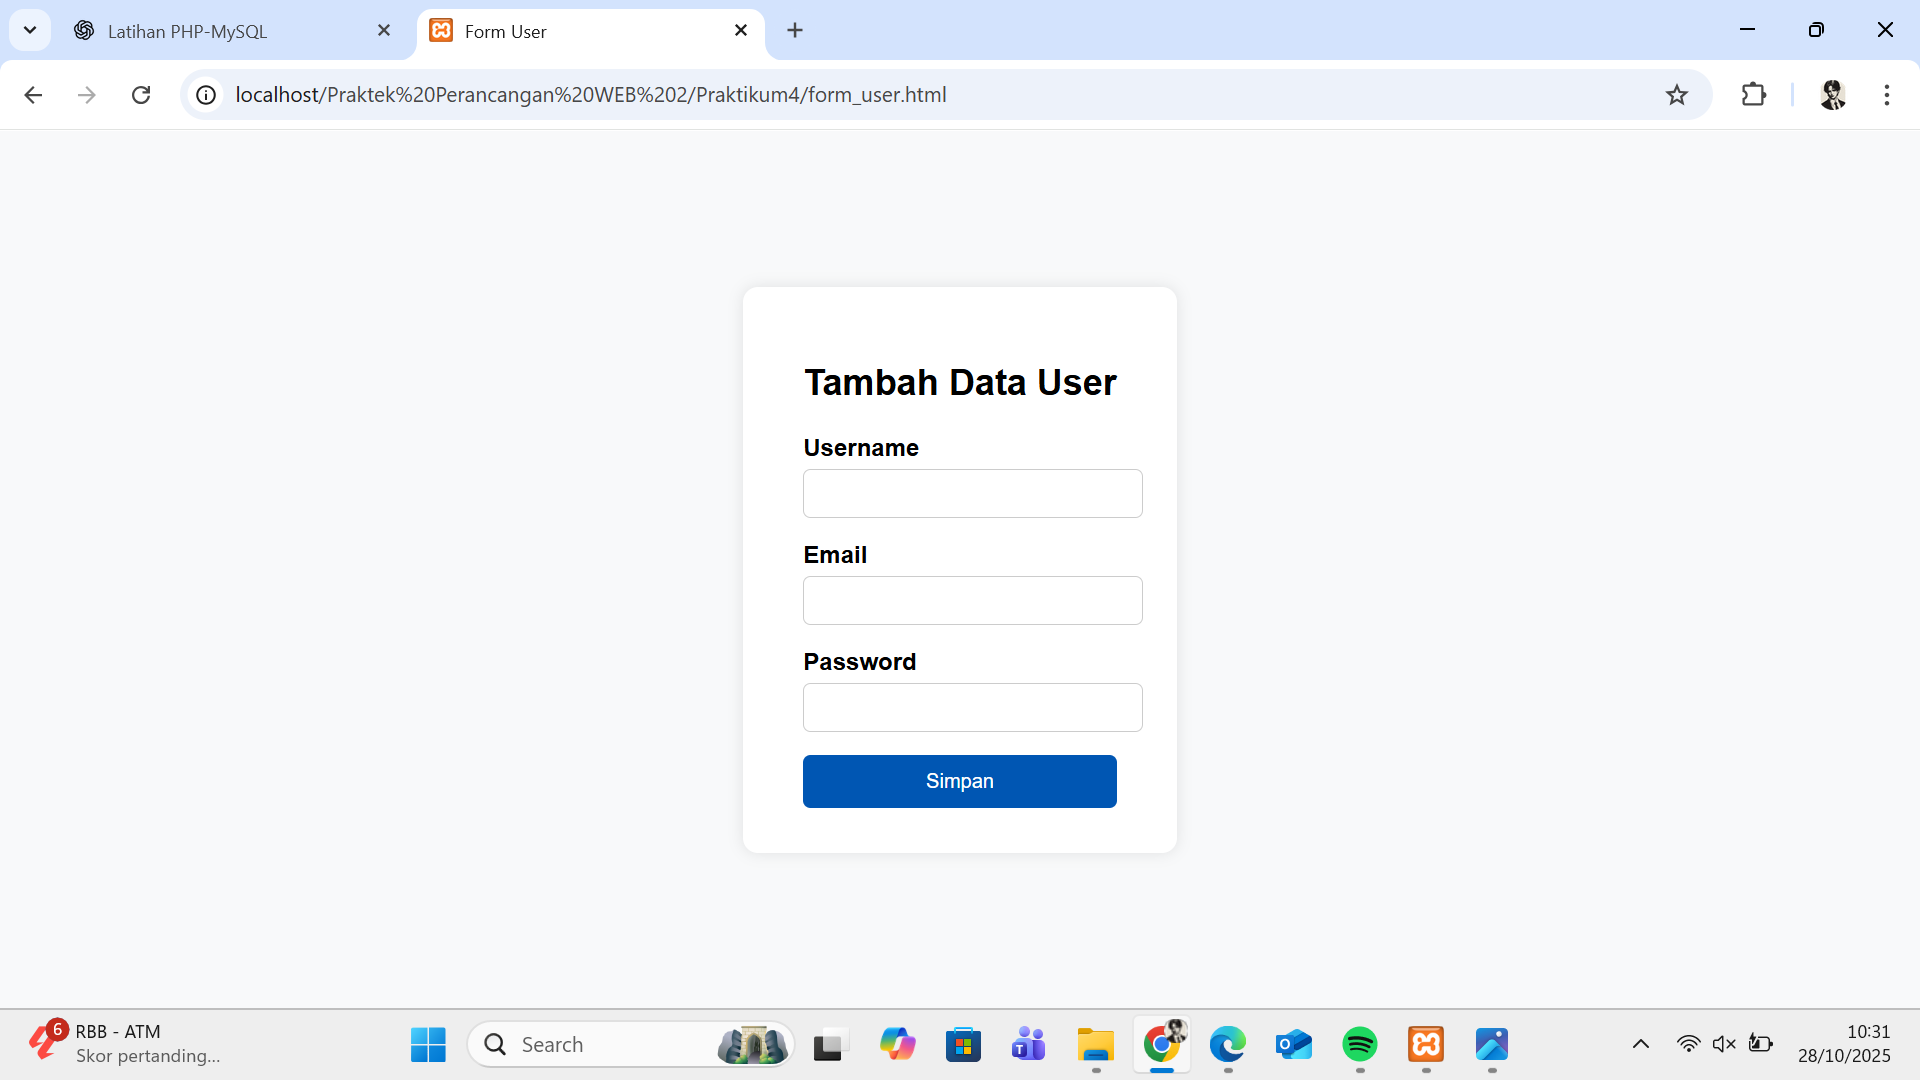 Latihan PHP-MySQL
Form User
localhost/Praktek%20Perancangan%20WEB%202/Praktikum4/form_user.html
Tambah Data User
Username
Email
Password
Simpan
6
RBB - ATM
Skor pertanding...
Search
T
10:31
28/10/2025